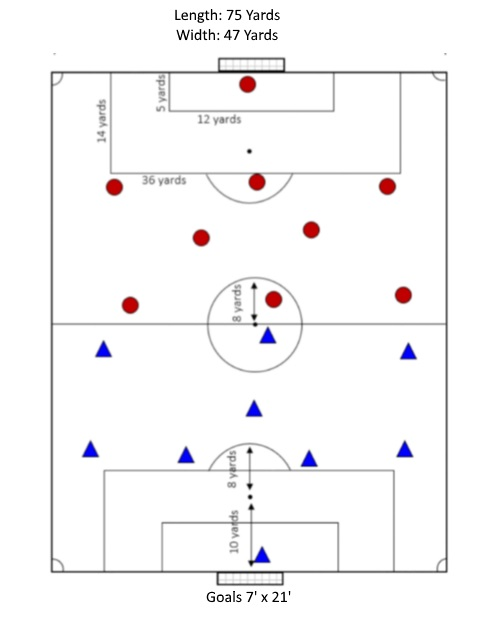 Length: 75 Yards
Width: 47 Yards
5 yards
14 yards
12 yards
36 yards
8 yards
8 yards
10 yards
Goals 7' x 21'